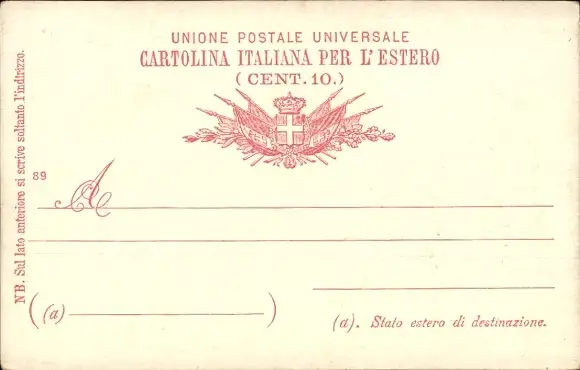 UNIONE POSTALE UNIVERSALE
CARTOLINA ITALIANA PER L'ESTERO
(CENT. 10.)
NB. Sul lato anteriore si scrive soltanto l'indirizzo.
89
A
(a)
(a). Stato estero di destinazione.